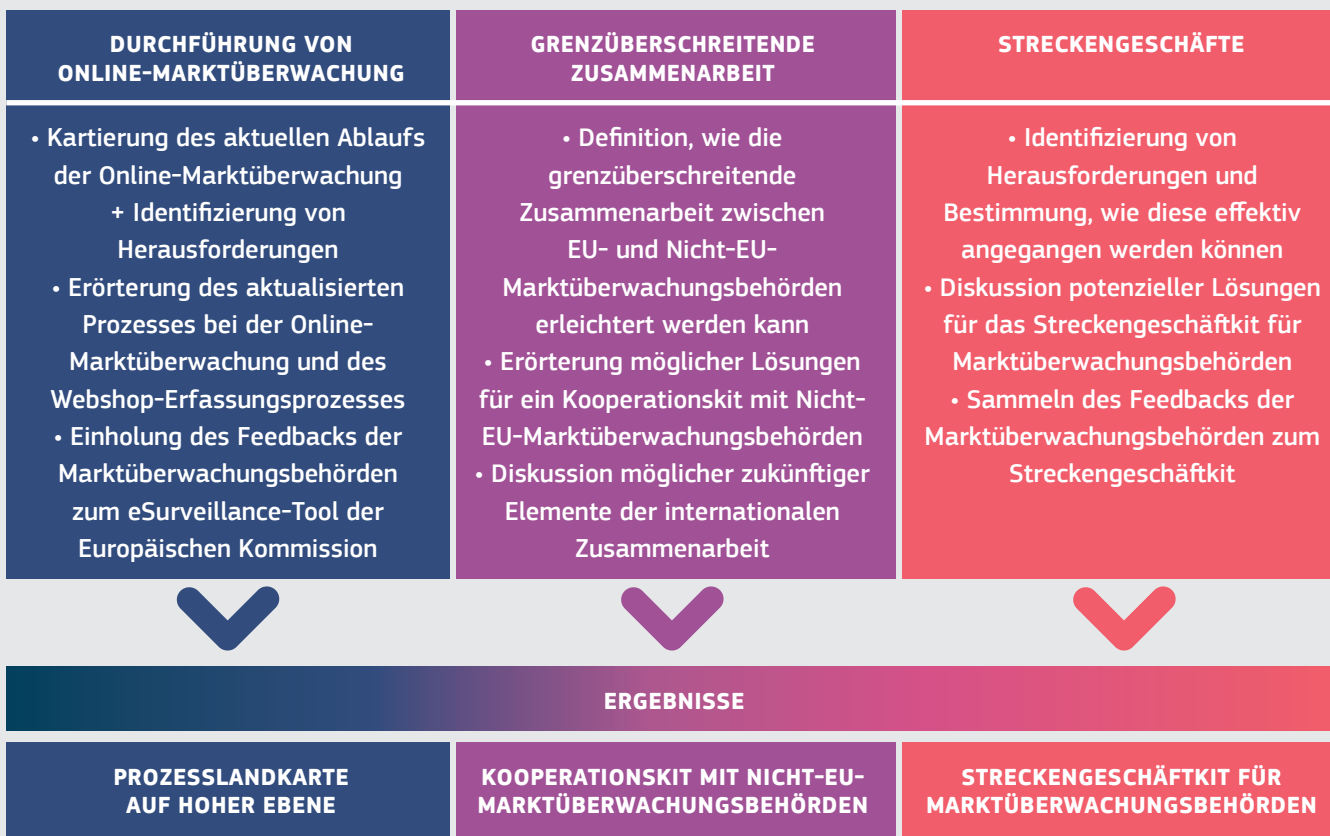 DURCHFÜHRUNG VON
ONLINE-MARKTÜBERWACHUNG
• Kartierung des aktuellen Ablaufs
der Online-Marktüberwachung
+ Identifizierung von
Herausforderungen
• Erörterung des aktualisierten
Prozesses bei der Online-
Marktüberwachung und des
Webshop-Erfassungsprozesses
• Einholung des Feedbacks der
Marktüberwachungsbehörden
zum eSurveillance-Tool der
Europäischen Kommission
GRENZÜBERSCHREITENDE
ZUSAMMENARBEIT
• Definition, wie die
grenzüberschreitende
Zusammenarbeit zwischen
EU- und Nicht-EU-
Marktüberwachungsbehörden
erleichtert werden kann
• Erörterung möglicher Lösungen
für ein Kooperationskit mit Nicht-
EU-Marktüberwachungsbehörden
• Diskussion möglicher zukünftiger
Elemente der internationalen
Zusammenarbeit
STRECKENGESCHÄFTE
• Identifizierung von
Herausforderungen und
Bestimmung, wie diese effektiv
angegangen werden können
• Diskussion potenzieller Lösungen
für das Streckengeschäftkit für
Marktüberwachungsbehörden
• Sammeln des Feedbacks der
Marktüberwachungsbehörden zum
Streckengeschäftkit
ERGEBNISSE
PROZESSLANDKARTE
AUF HOHER EBENE
KOOPERATIONSKIT MIT NICHT-EU-
MARKTÜBERWACHUNGSBEHÖRDEN
STRECKENGESCHÄFTKIT FÜR
MARKTÜBERWACHUNGSBEHÖRDEN